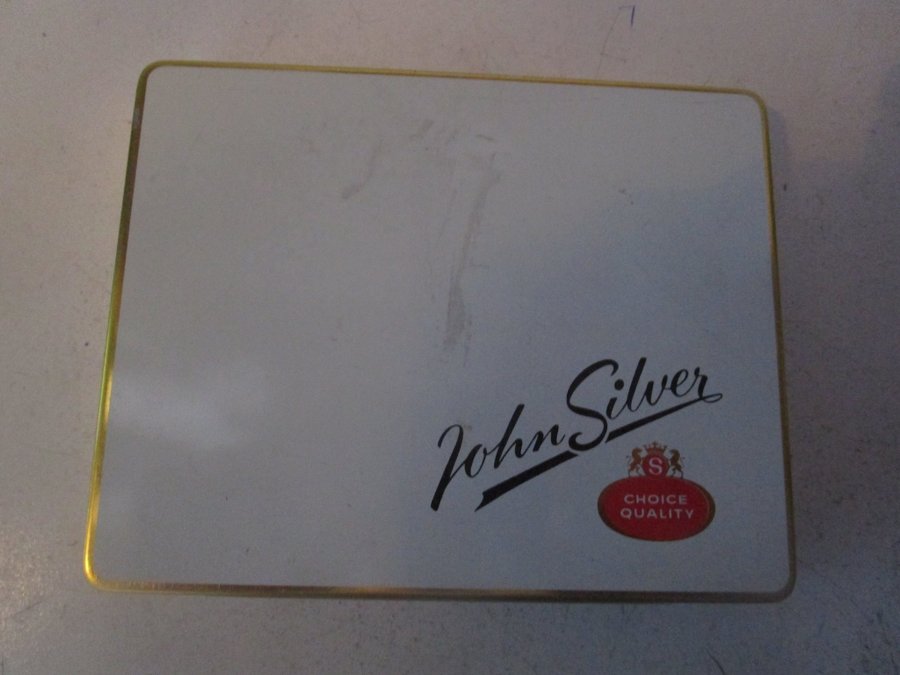 John Silver
S
CHOICE
QUALITY